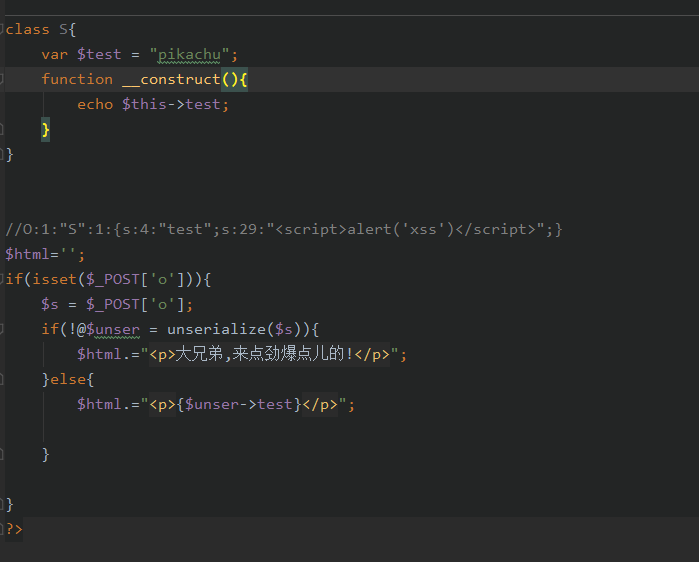 class S{
    var $test = "pikachu";
    function __construct(){
        echo $this->test;
    }
}
//O:1:"S":1:{s:4:"test";s:29:"<script>alert('xss')</script>";}
$html='';
if(isset($_POST['o'])){
    $s = $_POST['o'];
    if(!@$unser = unserialize($s)){
        $html.="<p>大兄弟,来点劲爆点儿的!</p>";
    }else{
        $html.="<p>{$unser->test}</p>";
    }
}
?>